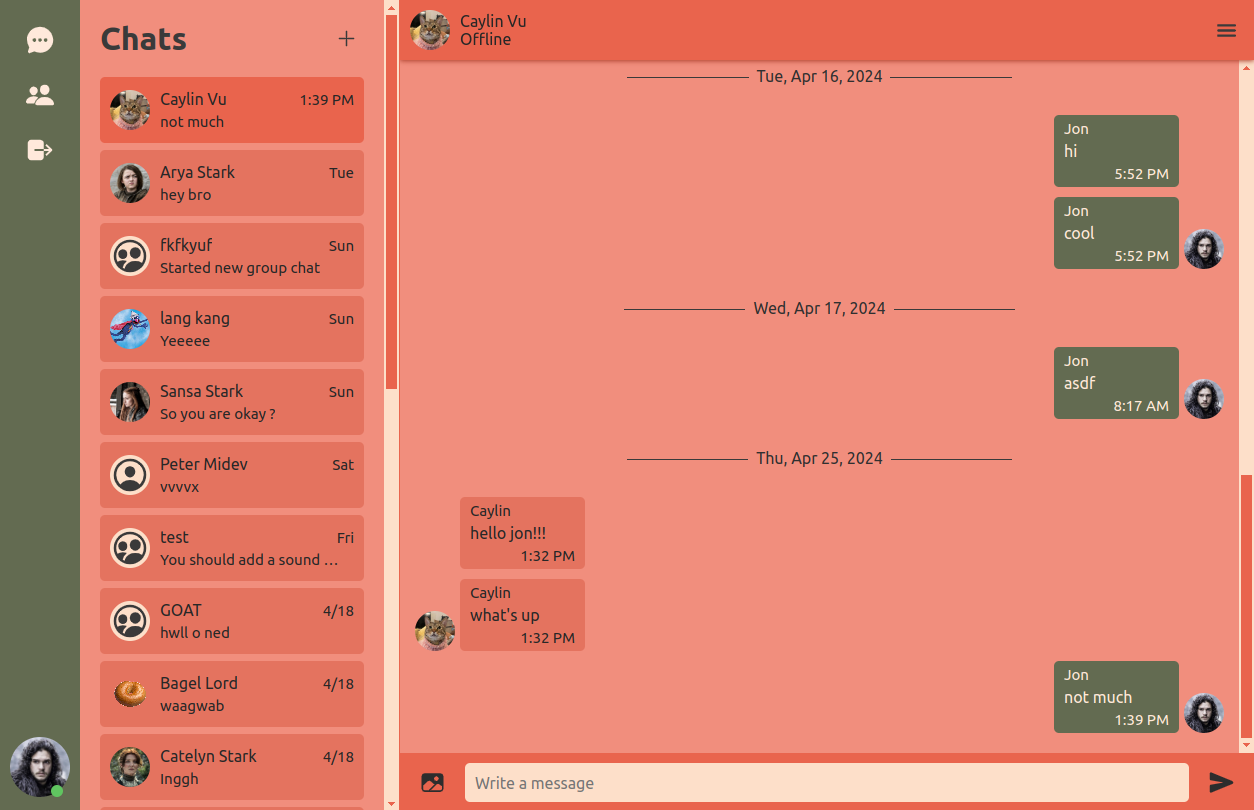 Chats
Caylin Vu 1:39 PM
not much
Arya Stark Tue
hey bro
fkfkyuf Sun
Started new group chat
lang kang Sun
Yeeeee
Sansa Stark Sun
So you are okay ?
Peter Midev Sat
vvvvx
test Fri
You should add a sound ...
GOAT 4/18
hwll o ned
Bagel Lord 4/18
waagwab
Catelyn Stark 4/18
Inggh
Caylin Vu
Offline
Tue, Apr 16, 2024
Jon
hi
5:52 PM
Jon
cool
5:52 PM
Wed, Apr 17, 2024
Jon
asdf
8:17 AM
Thu, Apr 25, 2024
Caylin
hello jon!!!
1:32 PM
Caylin
what's up
1:32 PM
Jon
not much
1:39 PM
Write a message